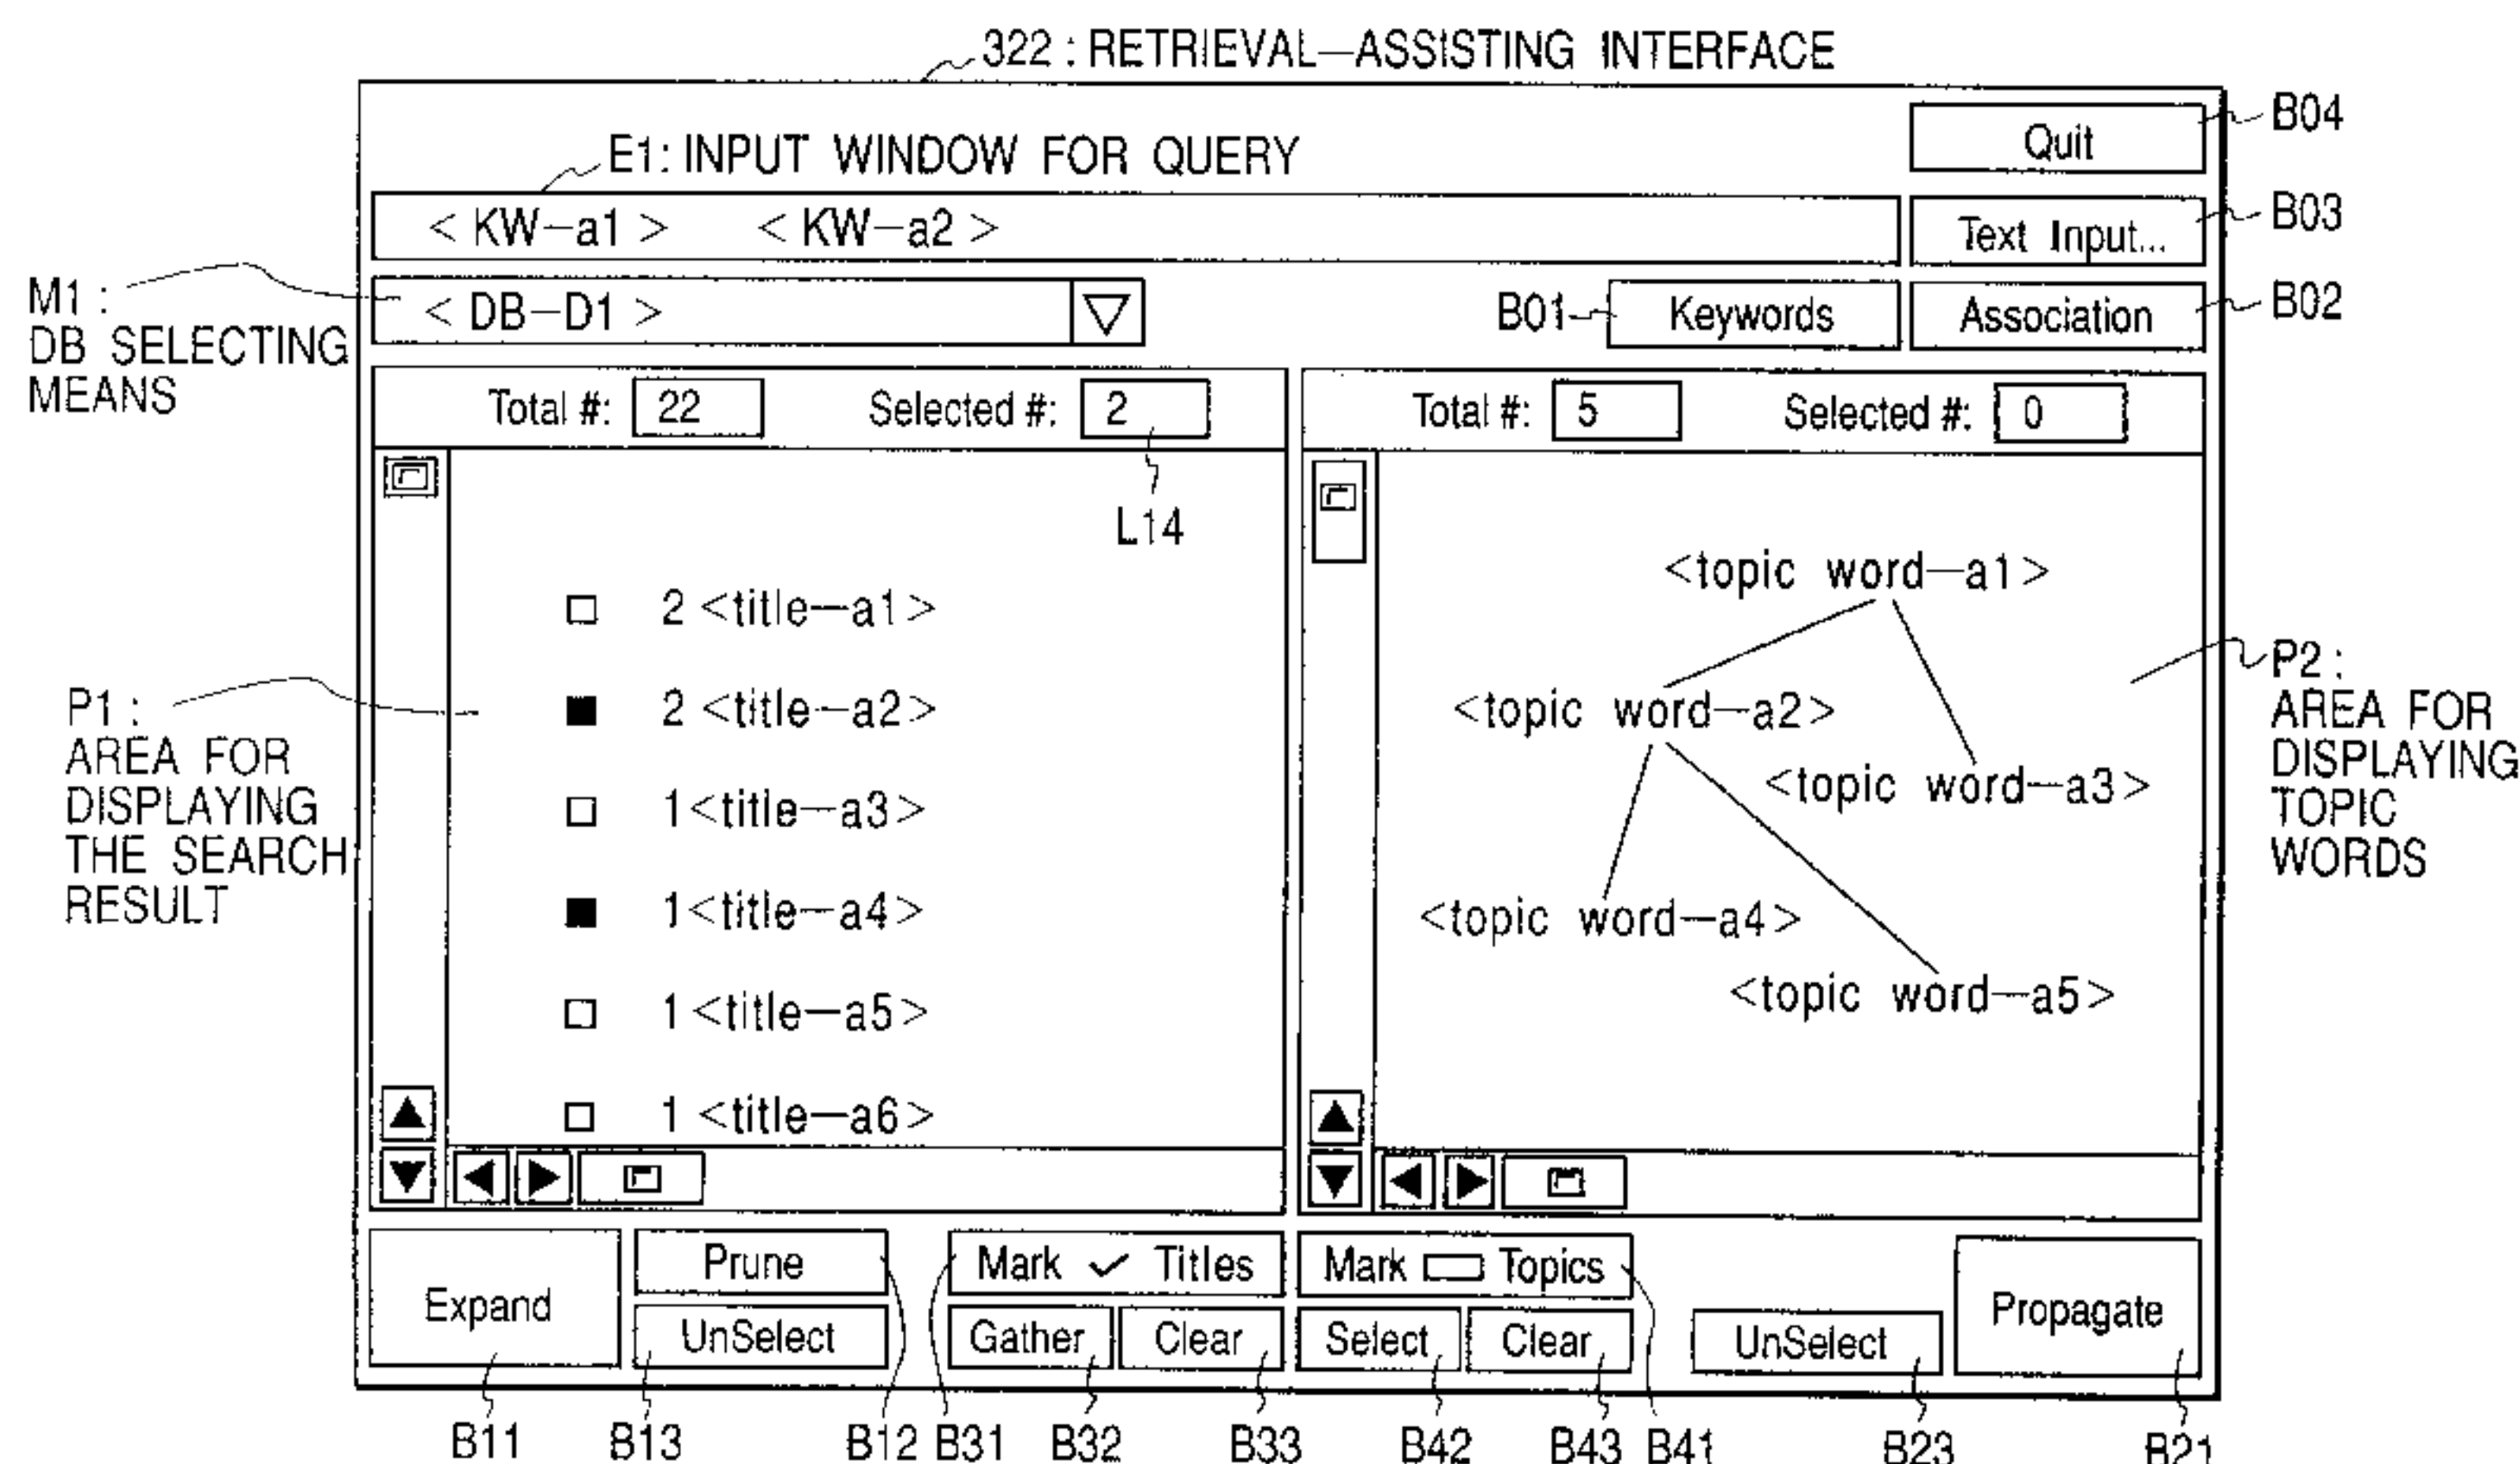 322 : RETRIEVAL—ASSISTING INTERFACE
E1: INPUT WINDOW FOR QUERY
Quit
B04
< KW—a1 > < KW—a2 >
Text Input...
B03
M1 :
DB SELECTING
MEANS
< DB—D1 >
B01
Keywords
Association
B02
Total #: 22 Selected #: 2
L14
Total #: 5 Selected #: 0
P1 :
AREA FOR
DISPLAYING
THE SEARCH
RESULT
2 <title—a1>
2 <title—a2>
1 <title—a3>
1 <title—a4>
1 <title—a5>
1 <title—a6>
<topic word—a1>
<topic word—a2>
<topic word—a3>
<topic word—a4>
<topic word—a5>
P2 :
AREA FOR
DISPLAYING
TOPIC
WORDS
Expand
Prune
UnSelect
Mark ✓ Titles
Gather
Clear
Mark ▭ Topics
Select
Clear
UnSelect
Propagate
B11 B13 B12 B31 B32 B33 B42 B43 B41 B23 B21